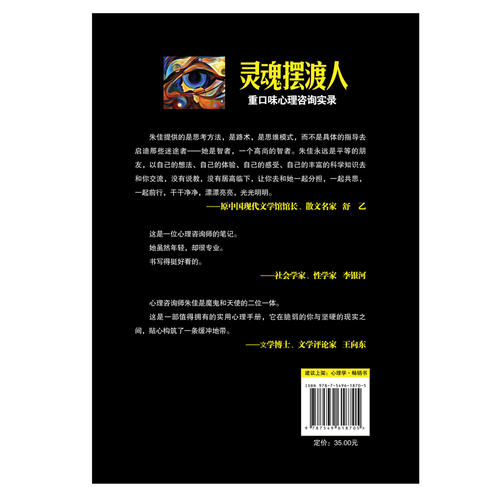 灵魂摆渡人
重口味心理咨询实录
朱佳提供的是思考方法，是路术，是思维模式，而不是具体的指导去
启迪那些迷途者——她是智者，一个高尚的智者。朱佳永远是平等的朋
友，以自己的想法、自己的体验、自己的感受、自己的丰富的科学知识去
和你交流，没有说教，没有居高临下，让你去和她一起分担，一起共思，
一起前行，干干净净，漂漂亮亮，光光明明。
——原中国现代文学馆馆长、散文名家 舒 乙
这是一位心理咨询师的笔记。
她虽然年轻，却很专业。
书写得挺好看的。
——社会学家、性学家 李银河
心理咨询师朱佳是魔鬼和天使的二位一体。
这是一部值得拥有的实用心理手册，它在脆弱的你与坚硬的现实之
间，贴心构筑了一条缓冲地带。
——文学博士、文学评论家 王向东
建议上架：心理学·畅销书
ISBN 978-7-5496-1870-5
9 787549 618705 >
定价：35.00元